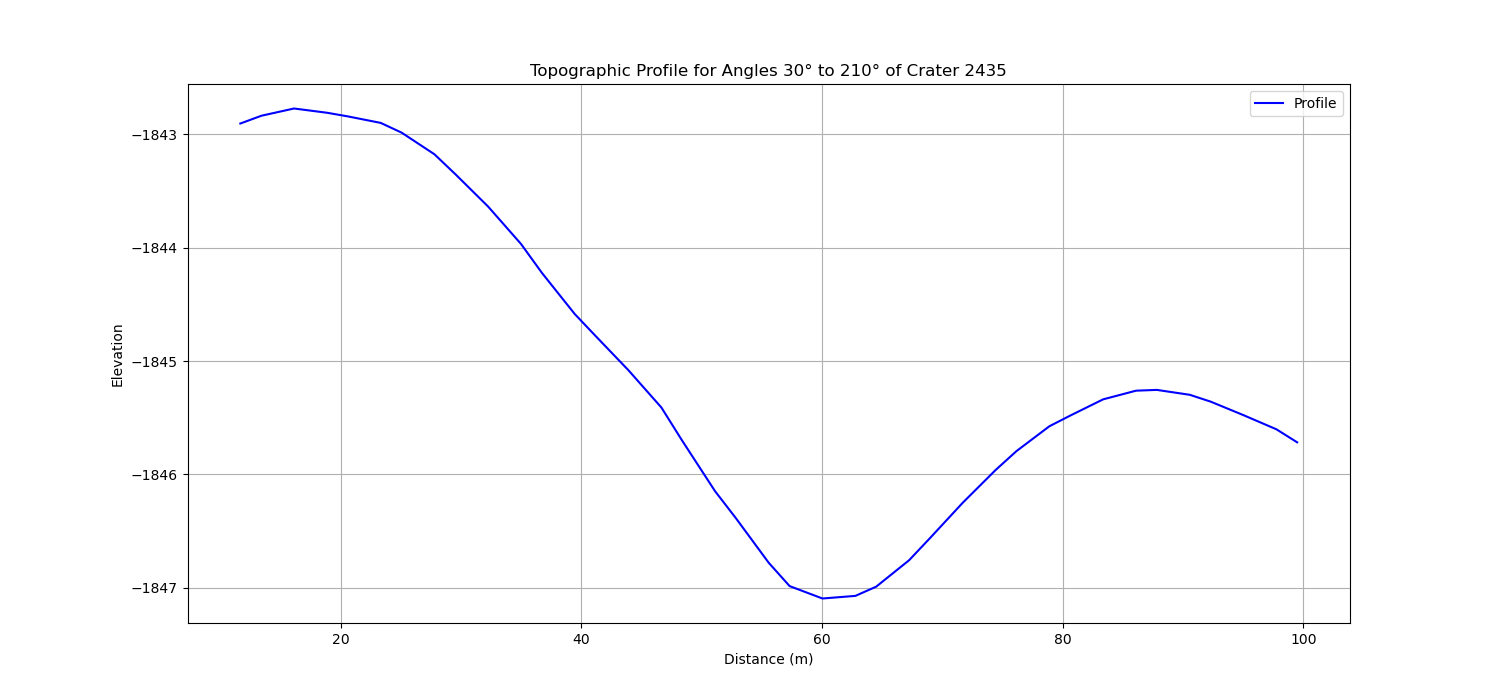 Topographic Profile for Angles 30° to 210° of Crater 2435
Profile
−1843
−1844
−1845
−1846
−1847
Elevation
20 40 60 80 100
Distance (m)